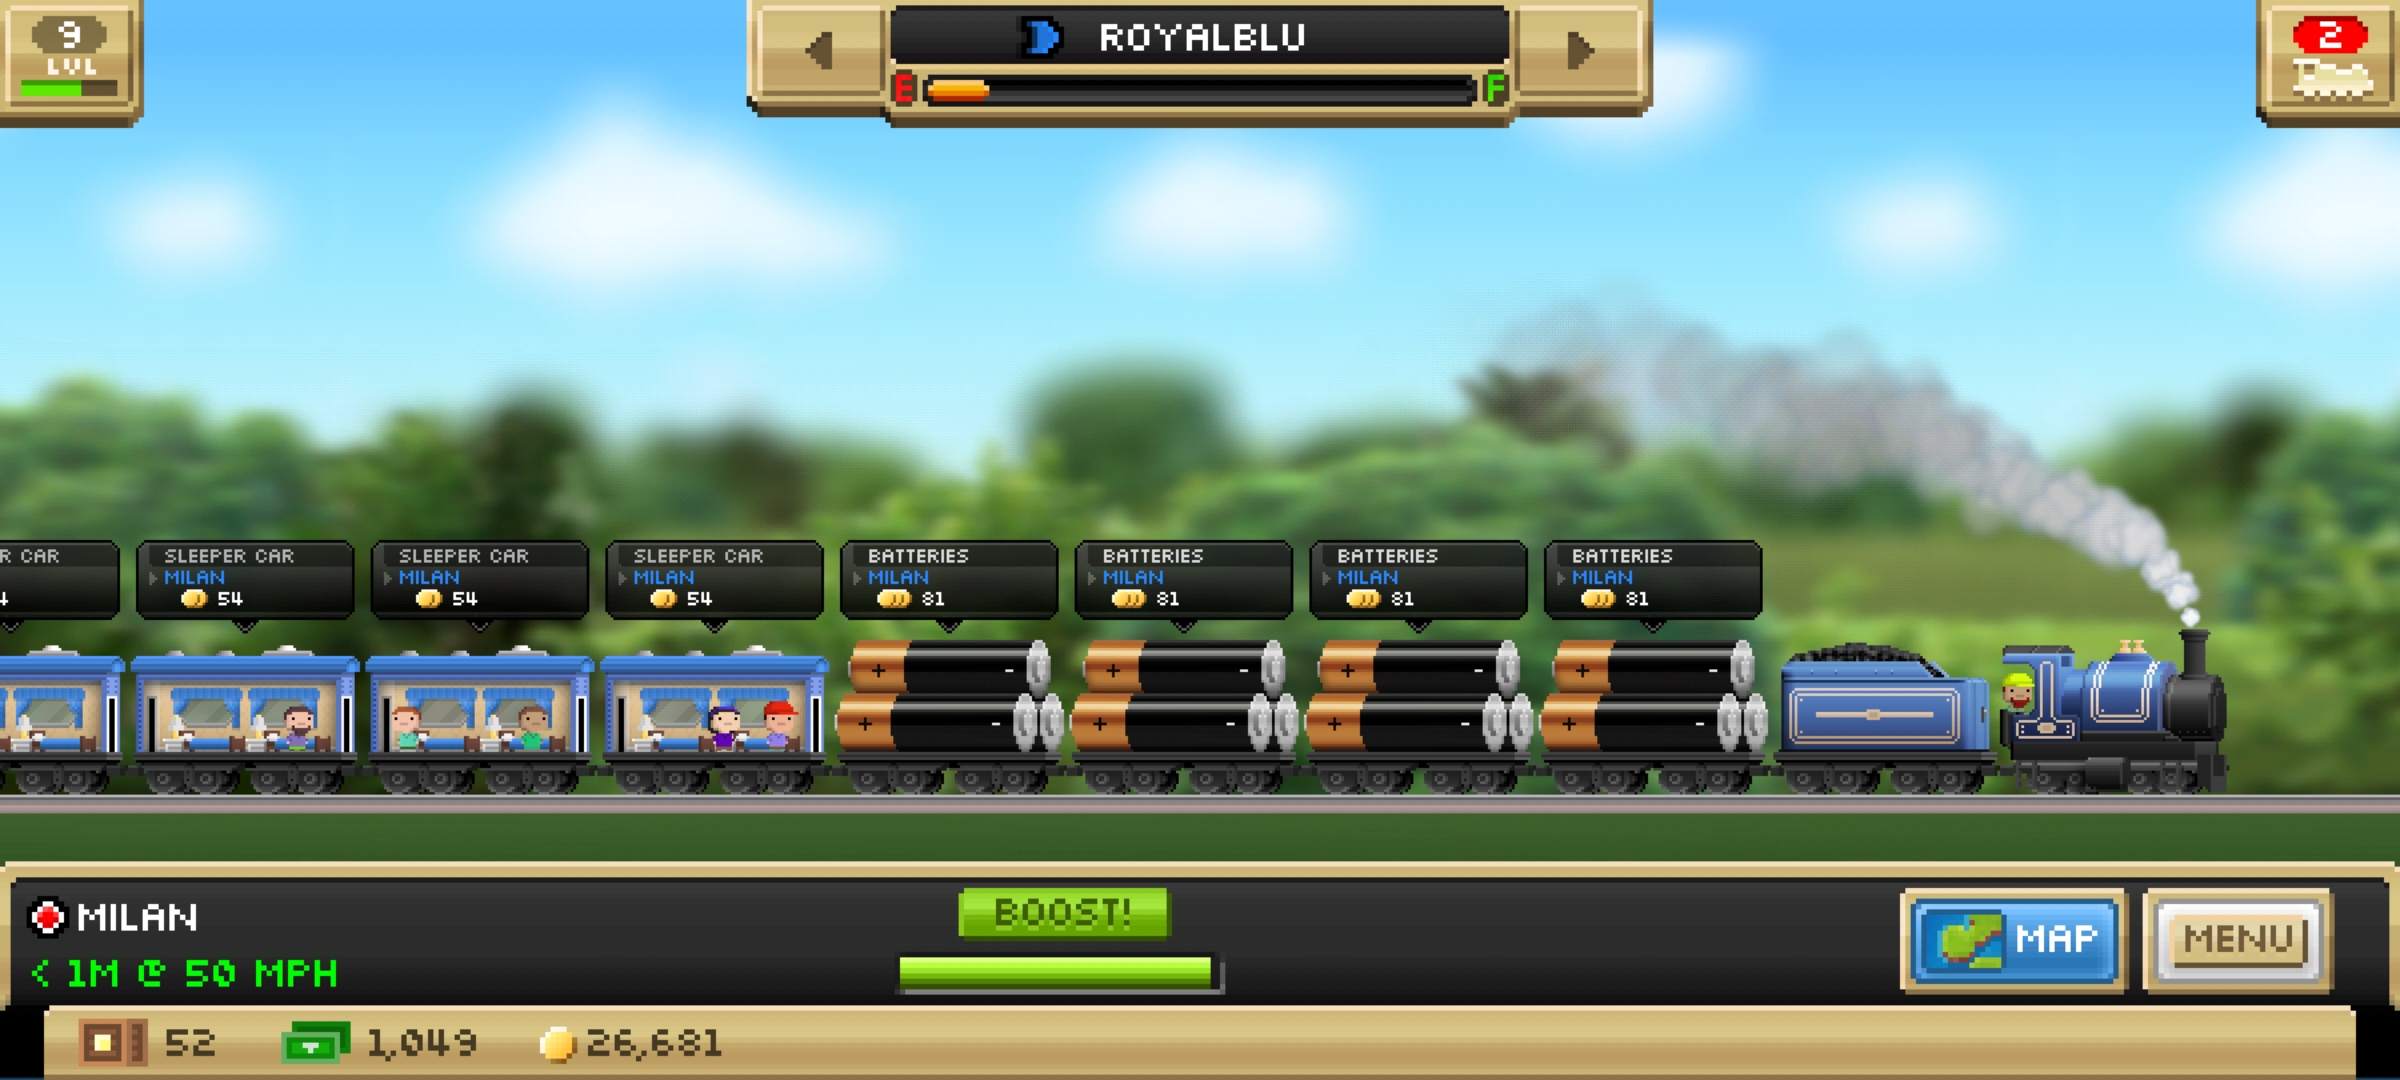 9
LVL
ROYALBLU
E
F
2
R CAR
4
SLEEPER CAR
MILAN
54
SLEEPER CAR
MILAN
54
SLEEPER CAR
MILAN
54
BATTERIES
MILAN
81
BATTERIES
MILAN
81
BATTERIES
MILAN
81
BATTERIES
MILAN
81
MILAN
< 1M @ 50 MPH
BOOST!
MAP
MENU
52
1,049
26,681